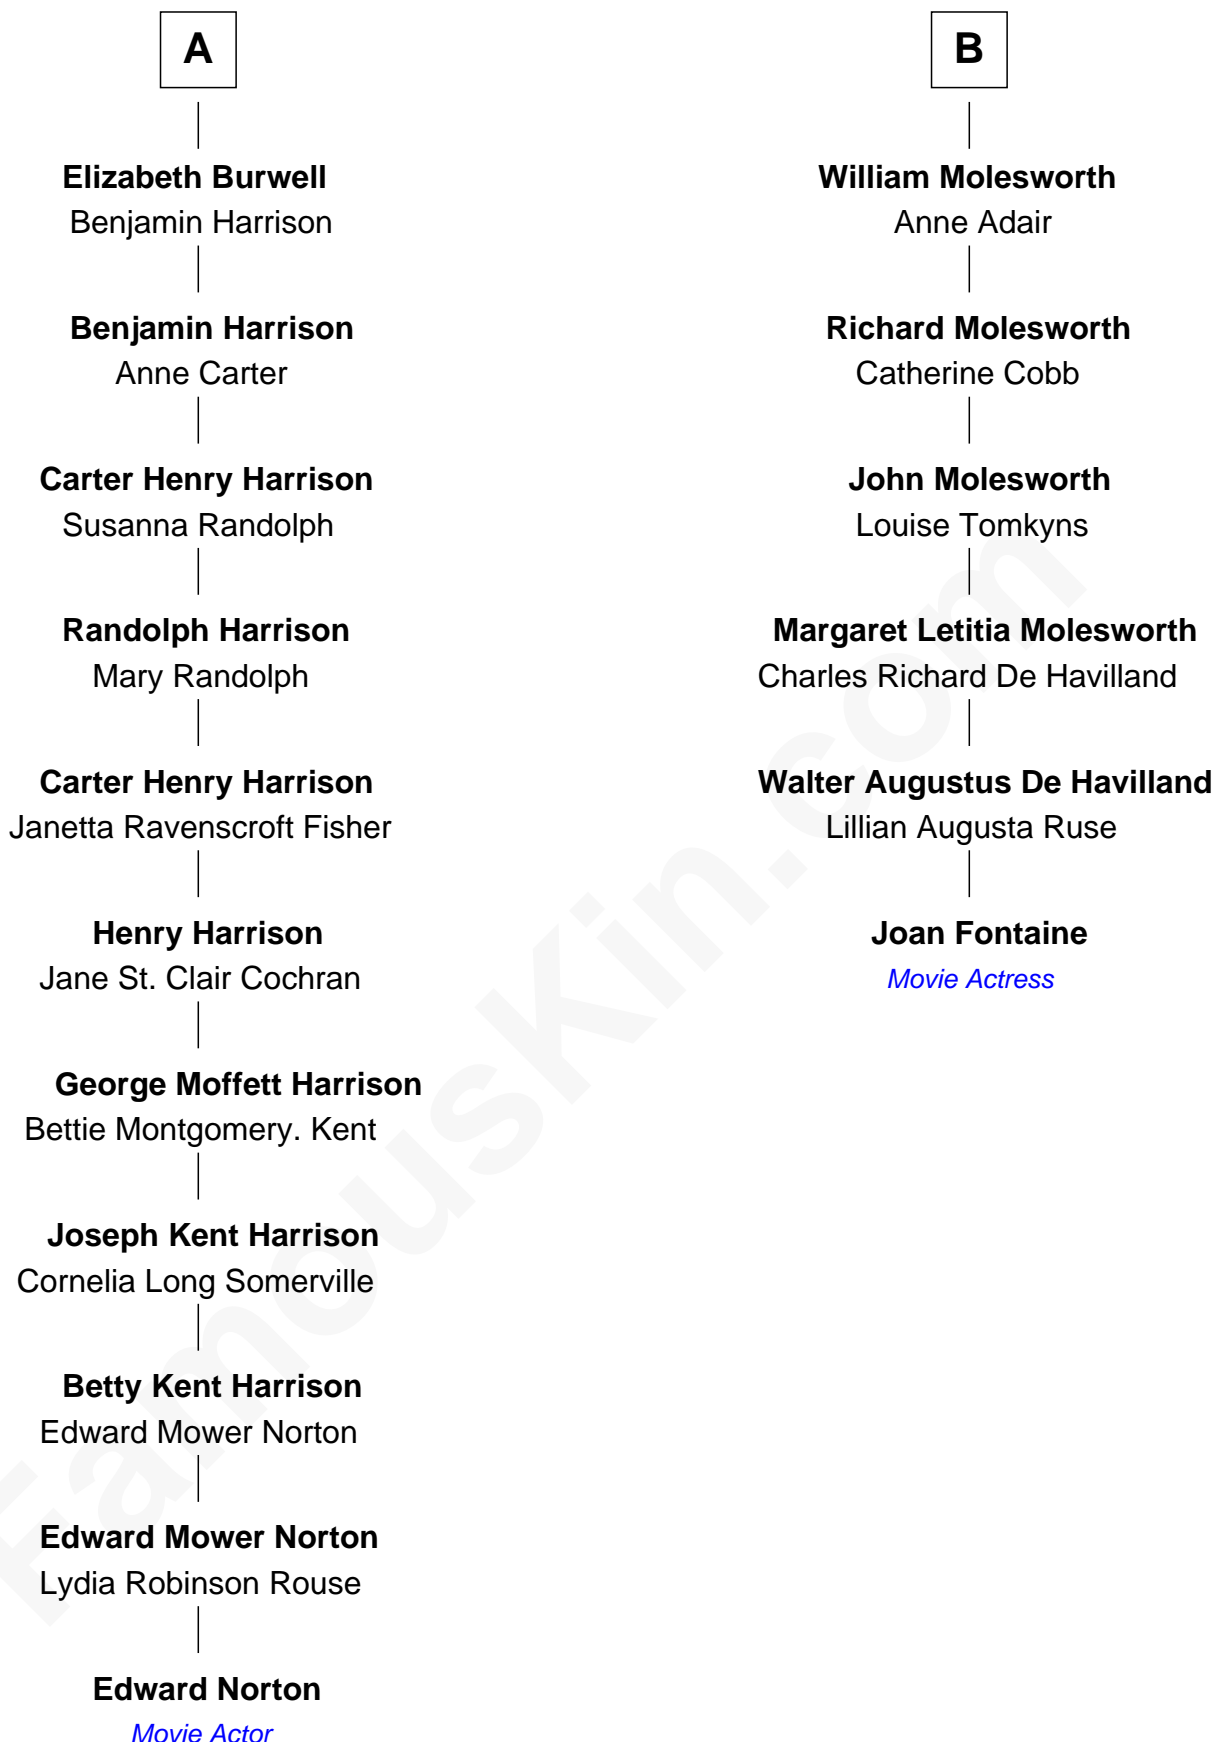 A
Elizabeth Burwell
Benjamin Harrison
Benjamin Harrison
Anne Carter
Carter Henry Harrison
Susanna Randolph
Randolph Harrison
Mary Randolph
Carter Henry Harrison
Janetta Ravenscroft Fisher
Henry Harrison
Jane St. Clair Cochran
George Moffett Harrison
Bettie Montgomery. Kent
Joseph Kent Harrison
Cornelia Long Somerville
Betty Kent Harrison
Edward Mower Norton
Edward Mower Norton
Lydia Robinson Rouse
Edward Norton
Movie Actor
B
William Molesworth
Anne Adair
Richard Molesworth
Catherine Cobb
John Molesworth
Louise Tomkyns
Margaret Letitia Molesworth
Charles Richard De Havilland
Walter Augustus De Havilland
Lillian Augusta Ruse
Joan Fontaine
Movie Actress
FamousKin.com